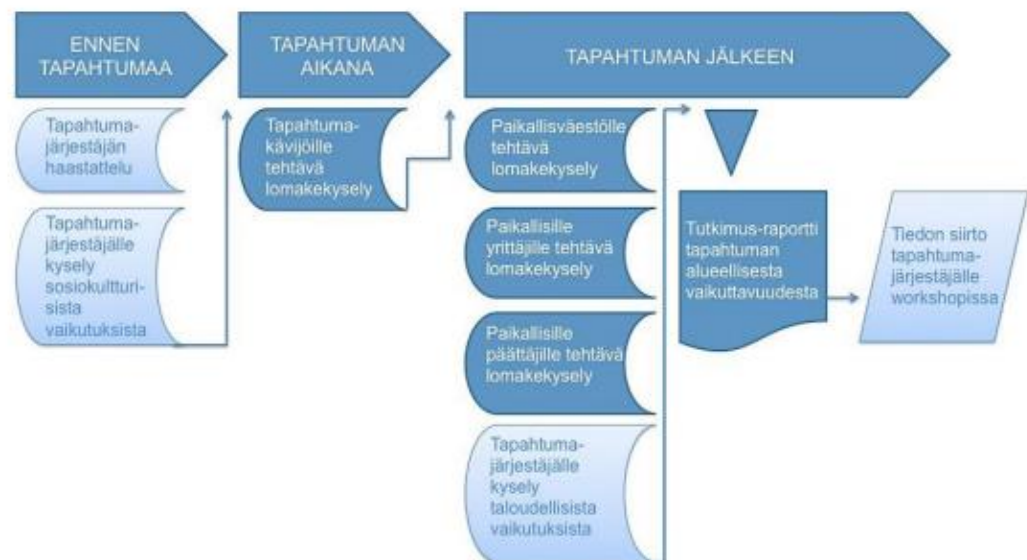 ENNEN
TAPAHTUMAA
TAPAHTUMAN
AIKANA
TAPAHTUMAN JÄLKEEN
Tapahtuma-
järjestäjän
haastattelu
Tapahtuma-
järjestäjälle
kysely
sosiokultturi-
sista
vaikutuksista
Tapahtuma-
kävijöille
tehtävä
lomakekysely
Paikallisväestölle
tehtävä
lomakekysely
Paikallisille
yrittäjille tehtävä
lomakekysely
Paikallisille
päättäjille tehtävä
lomakekysely
Tapahtuma-
järjestäjälle
kysely
taloudellisista
vaikutuksista
Tutkimus-raportti
tapahtuman
alueellisesta
vaikuttavuudesta
Tiedon siirto
tapahtuma-
järjestäjälle
workshopissa